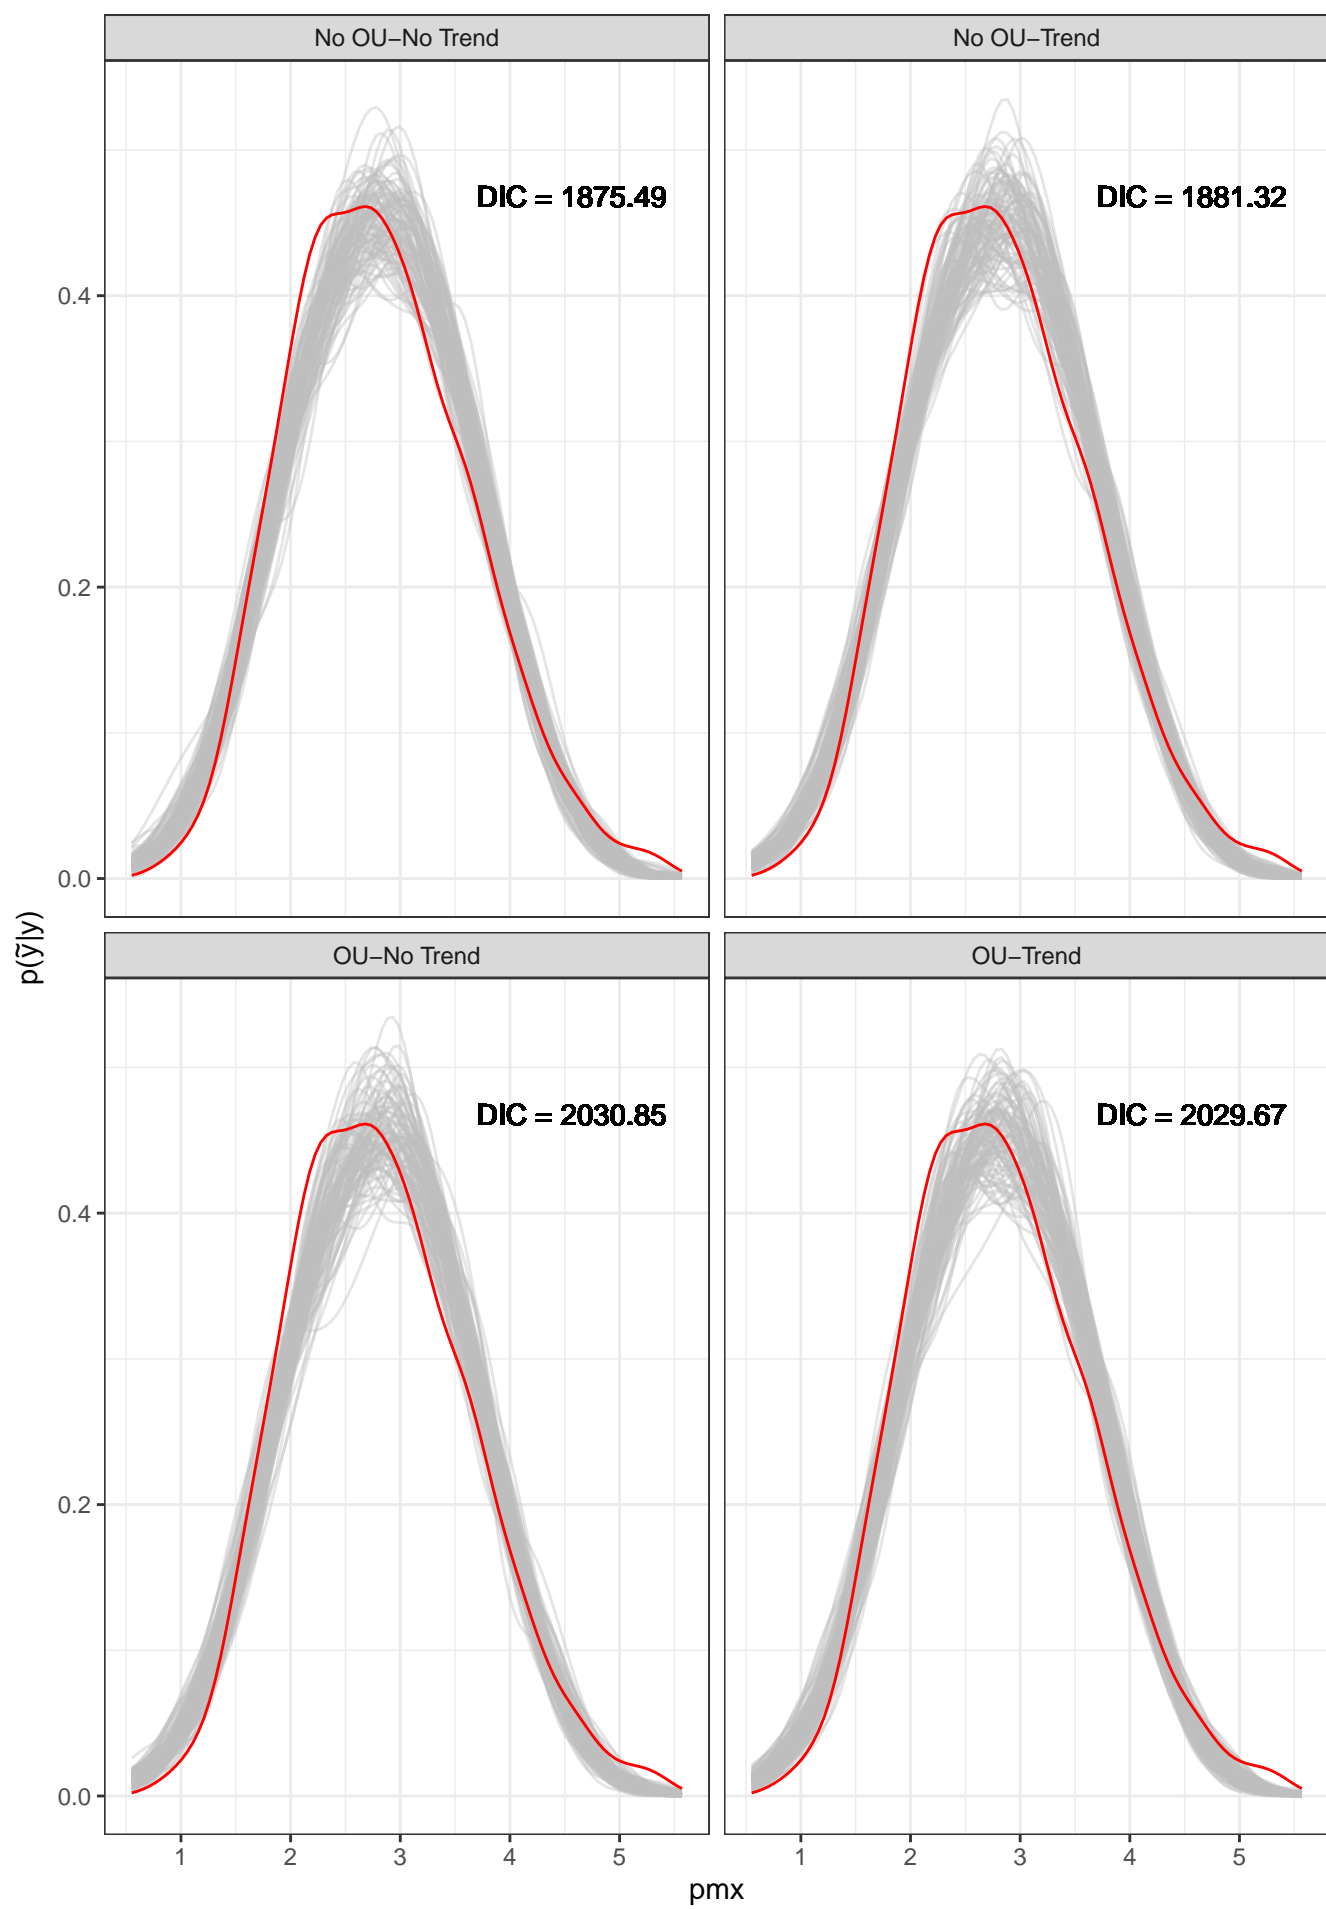 No OU–No Trend
No OU–Trend
DIC = 1875.49
DIC = 1881.32
0.4
0.2
0.0
p(ỹ|y)
OU–No Trend
OU–Trend
DIC = 2030.85
DIC = 2029.67
0.4
0.2
0.0
1 2 3 4 5
1 2 3 4 5
pmx